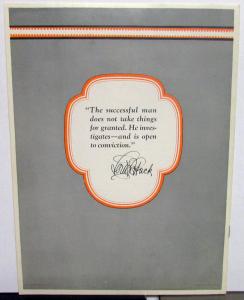 “The successful man
does not take things
for granted. He inves-
tigates—and is open
to conviction.”